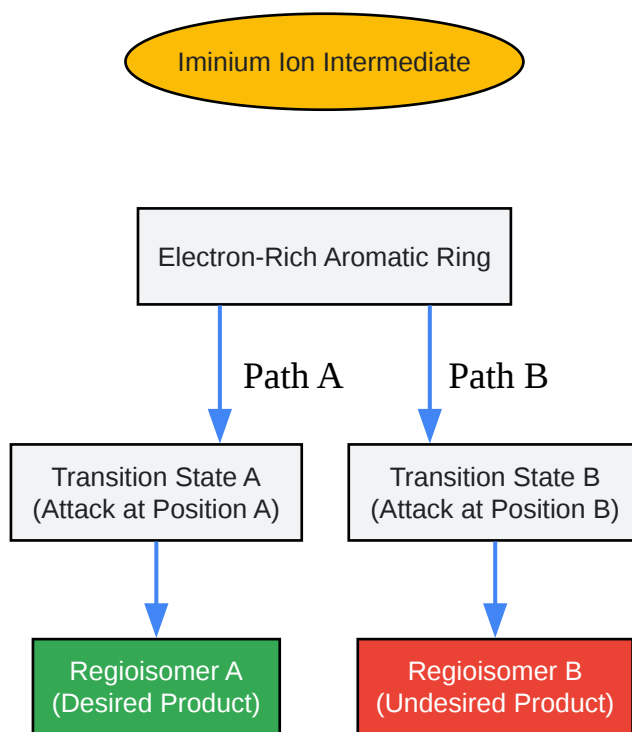 Iminium Ion Intermediate
Electron-Rich Aromatic Ring
Path A
Path B
Transition State A
(Attack at Position A)
Transition State B
(Attack at Position B)
Regioisomer A
(Desired Product)
Regioisomer B
(Undesired Product)